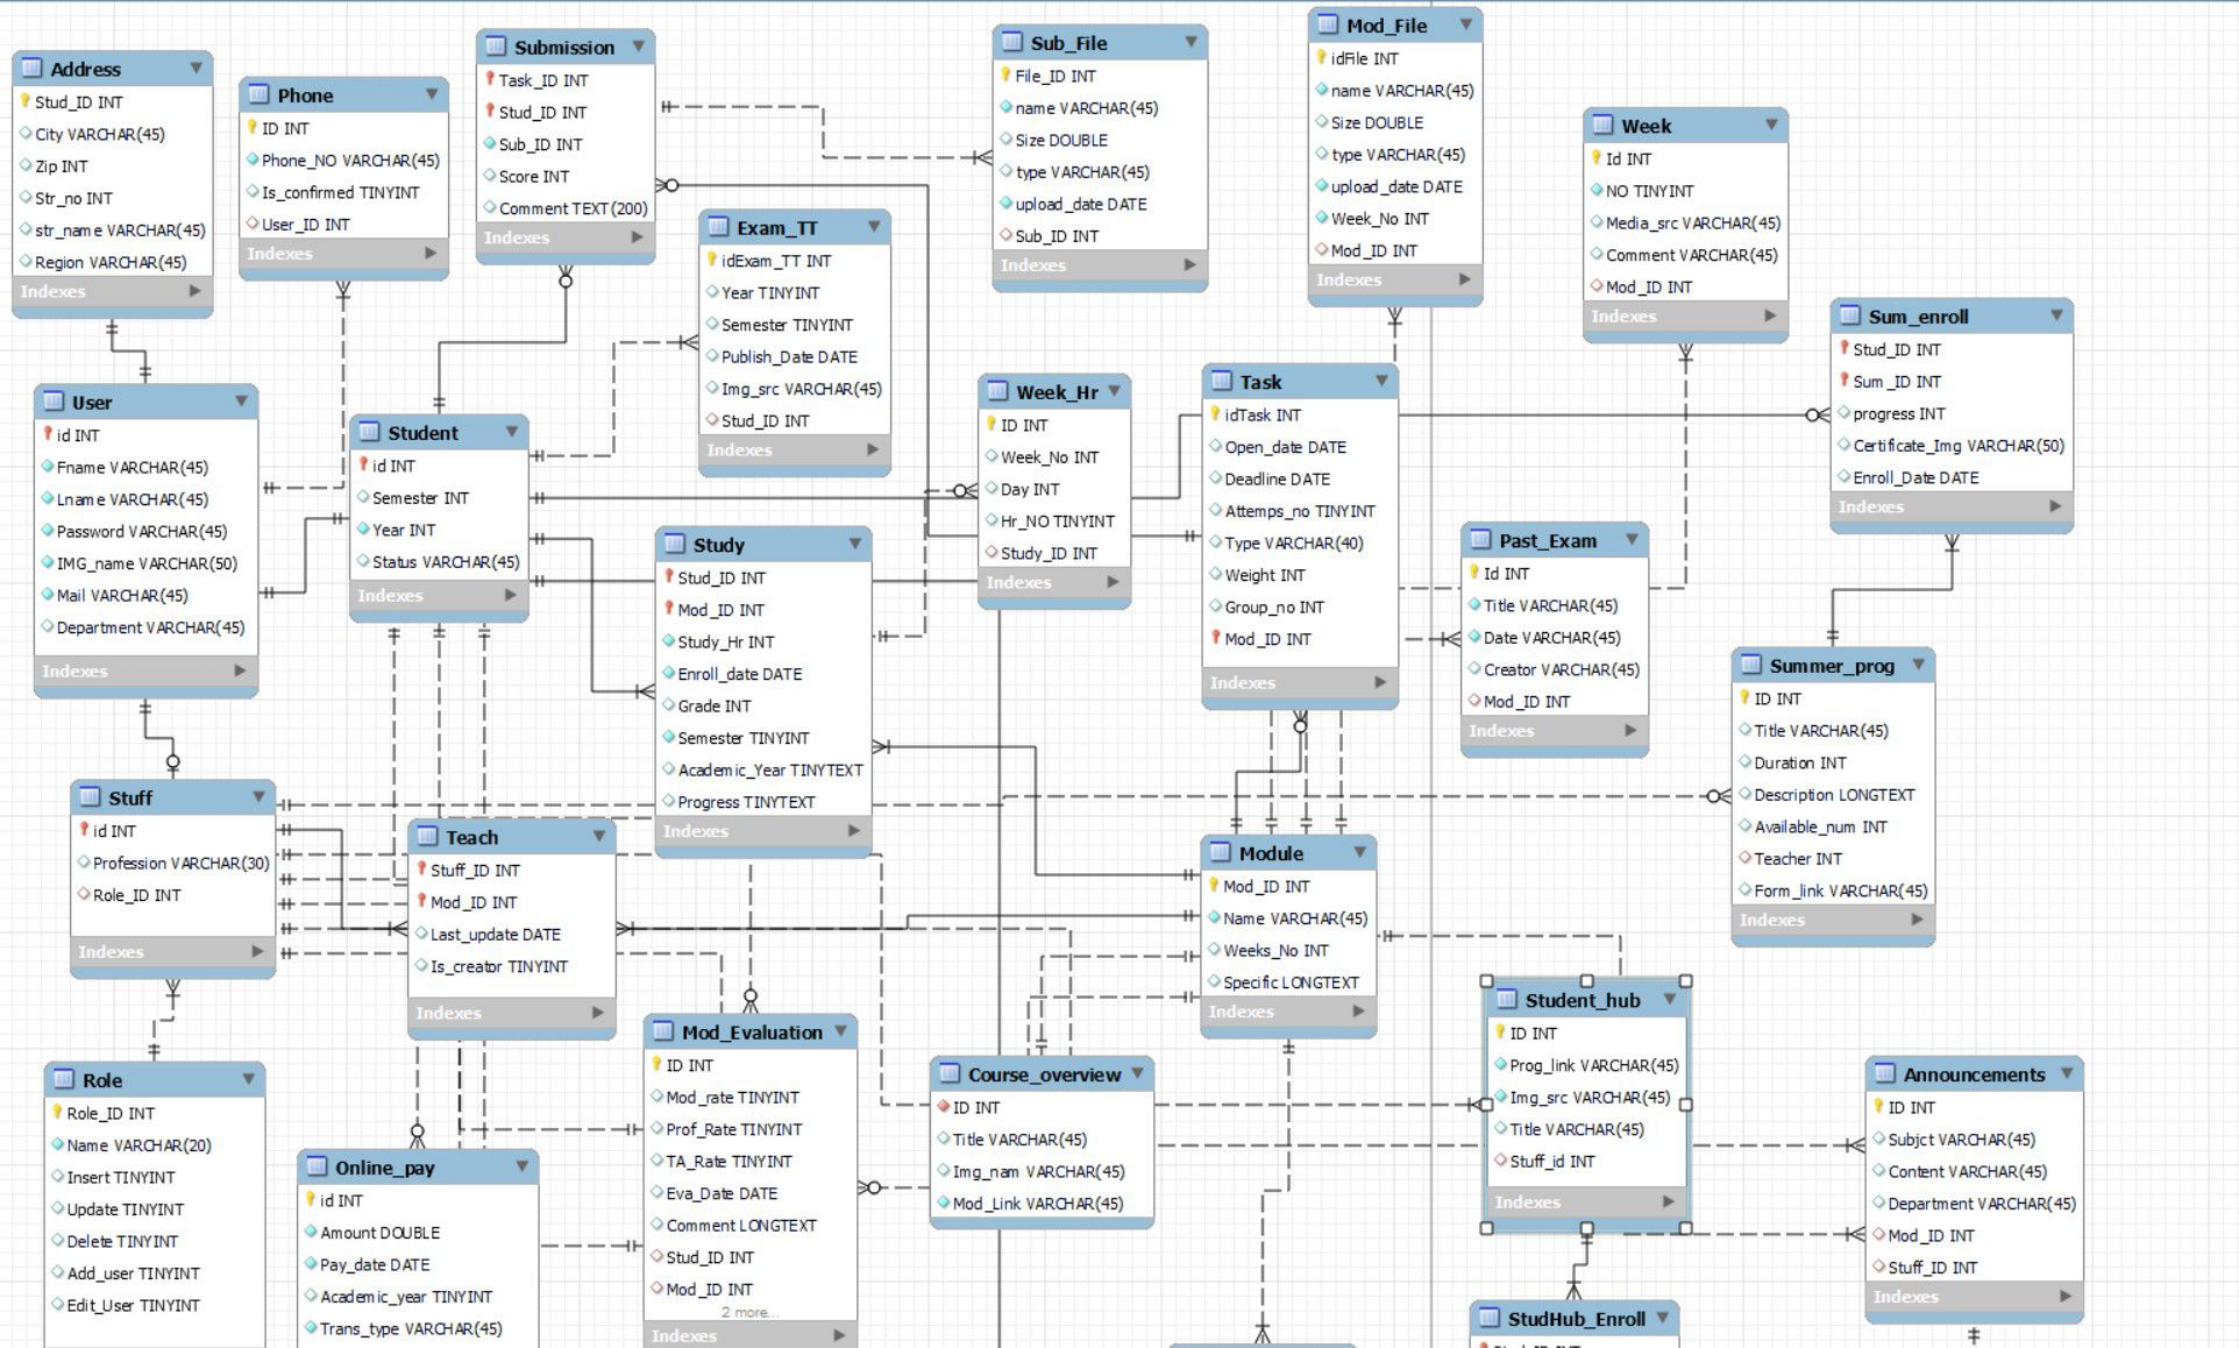 Address
Stud_ID INT
City VARCHAR(45)
Zip INT
Str_no INT
str_name VARCHAR(45)
Region VARCHAR(45)
Indexes
Phone
ID INT
Phone_NO VARCHAR(45)
Is_confirmed TINYINT
User_ID INT
Indexes
Submission
Task_ID INT
Stud_ID INT
Sub_ID INT
Score INT
Comment TEXT(200)
Indexes
Exam_TT
idExam_TT INT
Year TINYINT
Semester TINYINT
Publish_Date DATE
Img_src VARCHAR(45)
Stud_ID INT
Indexes
Sub_File
File_ID INT
name VARCHAR(45)
Size DOUBLE
type VARCHAR(45)
upload_date DATE
Sub_ID INT
Indexes
Mod_File
idFile INT
name VARCHAR(45)
Size DOUBLE
type VARCHAR(45)
upload_date DATE
Week_No INT
Mod_ID INT
Indexes
Week
Id INT
NO TINYINT
Media_src VARCHAR(45)
Comment VARCHAR(45)
Mod_ID INT
Indexes
Sum_enroll
Stud_ID INT
Sum_ID INT
progress INT
Certificate_Img VARCHAR(50)
Enroll_Date DATE
Indexes
User
id INT
Fname VARCHAR(45)
Lname VARCHAR(45)
Password VARCHAR(45)
IMG_name VARCHAR(50)
Mail VARCHAR(45)
Department VARCHAR(45)
Indexes
Student
id INT
Semester INT
Year INT
Status VARCHAR(45)
Indexes
Week_Hr
ID INT
Week_No INT
Day INT
Hr_NO TINYINT
Study_ID INT
Indexes
Task
idTask INT
Open_date DATE
Deadline DATE
Attemps_no TINYINT
Type VARCHAR(40)
Weight INT
Group_no INT
Mod_ID INT
Indexes
Past_Exam
Id INT
Title VARCHAR(45)
Date VARCHAR(45)
Creator VARCHAR(45)
Mod_ID INT
Indexes
Study
Stud_ID INT
Mod_ID INT
Study_Hr INT
Enroll_date DATE
Grade INT
Semester TINYINT
Academic_Year TINYTEXT
Progress TINYTEXT
Indexes
Summer_prog
ID INT
Title VARCHAR(45)
Duration INT
Description LONGTEXT
Available_num INT
Teacher INT
Form_link VARCHAR(45)
Indexes
Stuff
id INT
Profession VARCHAR(30)
Role_ID INT
Indexes
Teach
Stuff_ID INT
Mod_ID INT
Last_update DATE
Is_creator TINYINT
Indexes
Module
Mod_ID INT
Name VARCHAR(45)
Weeks_No INT
Specific LONGTEXT
Indexes
Student_hub
ID INT
Prog_link VARCHAR(45)
Img_src VARCHAR(45)
Title VARCHAR(45)
Stuff_id INT
Indexes
Role
Role_ID INT
Name VARCHAR(20)
Insert TINYINT
Update TINYINT
Delete TINYINT
Add_user TINYINT
Edit_User TINYINT
Online_pay
id INT
Amount DOUBLE
Pay_date DATE
Academic_year TINYINT
Trans_type VARCHAR(45)
Mod_Evaluation
ID INT
Mod_rate TINYINT
Prof_Rate TINYINT
TA_Rate TINYINT
Eva_Date DATE
Comment LONGTEXT
Stud_ID INT
Mod_ID INT
2 more...
Indexes
Course_overview
ID INT
Title VARCHAR(45)
Img_nam VARCHAR(45)
Mod_Link VARCHAR(45)
Announcements
ID INT
Subjct VARCHAR(45)
Content VARCHAR(45)
Department VARCHAR(45)
Mod_ID INT
Stuff_ID INT
Indexes
StudHub_Enroll